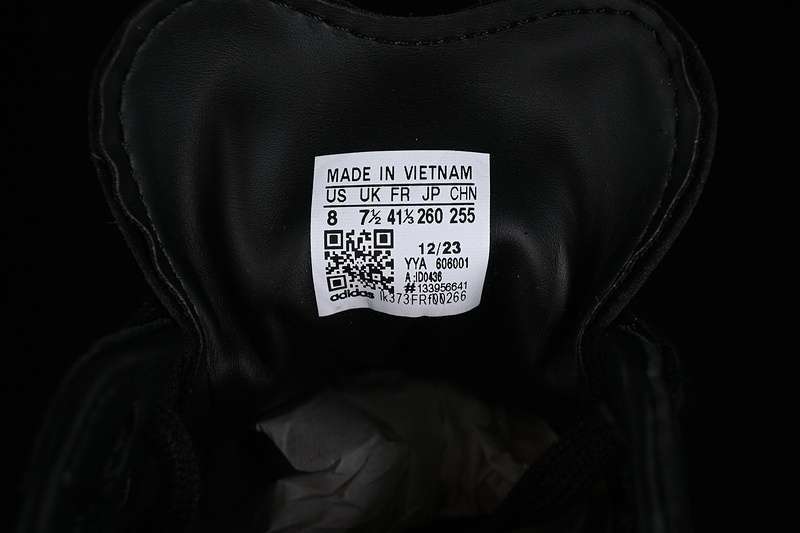 MADE IN VIETNAM
US UK FR JP CHN
8 7½ 41⅓ 260 255
12/23
YYA 606001
A:ID0436
#133956641
adidas lk373FRf00266